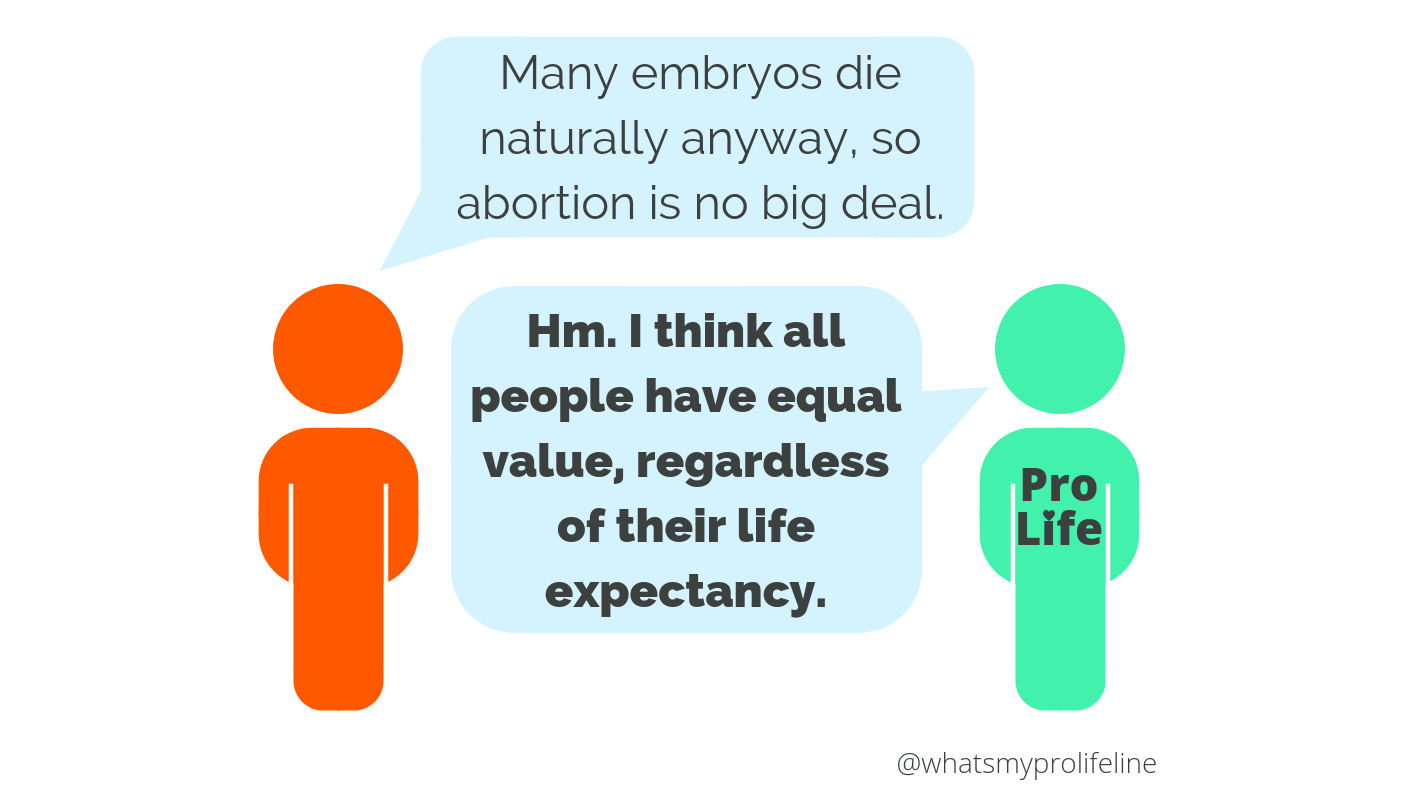 Many embryos die
naturally anyway, so
abortion is no big deal.
Hm. I think all
people have equal
value, regardless
of their life
expectancy.
Pro
Life
@whatsmyprolifeline